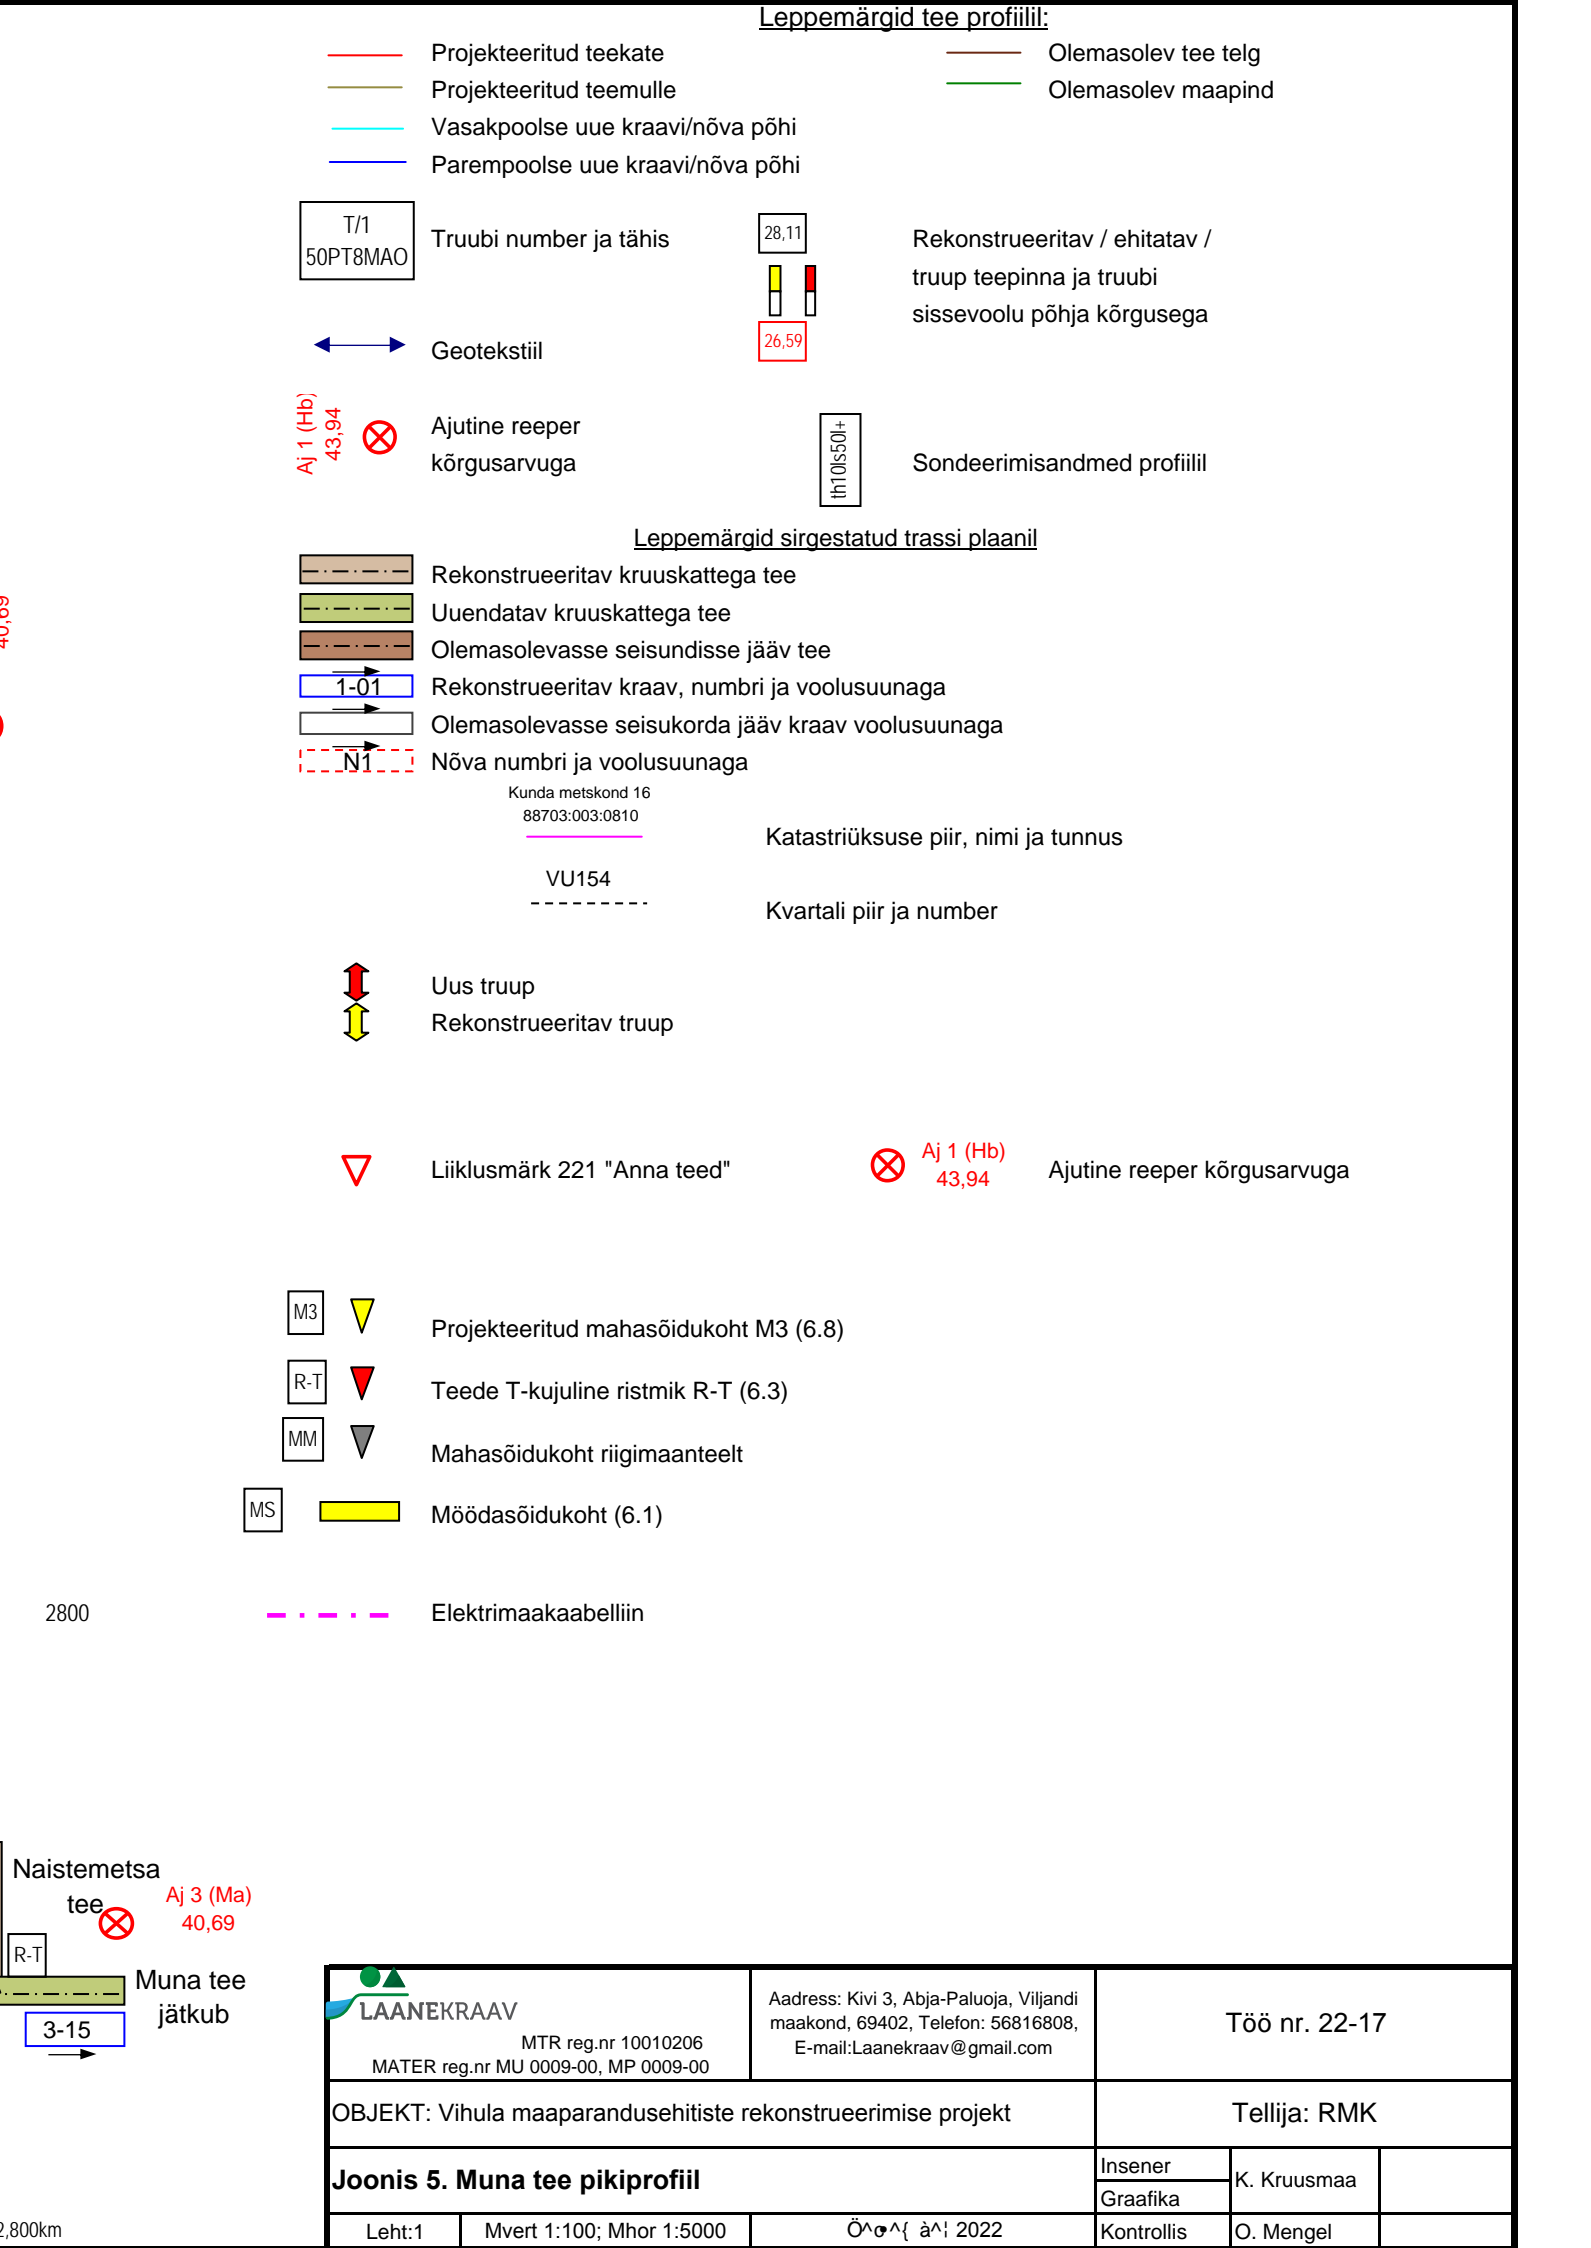 Leppemärgid tee profiilil:
Projekteeritud teekate
Olemasolev tee telg
Projekteeritud teemulle
Olemasolev maapind
Vasakpoolse uue kraavi/nõva põhi
Parempoolse uue kraavi/nõva põhi
T/1
50PT8MAO
Truubi number ja tähis
28,11
Rekonstrueeritav / ehitatav /
truup teepinna ja truubi
sissevoolu põhja kõrgusega
26,59
Geotekstiil
Aj 1 (Hb)
43,94
Ajutine reeper
kõrgusarvuga
th10ls50l+
Sondeerimisandmed profiilil
Leppemärgid sirgestatud trassi plaanil
Rekonstrueeritav kruuskattega tee
Uuendatav kruuskattega tee
40,69
Olemasolevasse seisundisse jääv tee
1-01
Rekonstrueeritav kraav, numbri ja voolusuunaga
Olemasolevasse seisukorda jääv kraav voolusuunaga
N1
Nõva numbri ja voolusuunaga
Kunda metskond 16
88703:003:0810
Katastriüksuse piir, nimi ja tunnus
VU154
Kvartali piir ja number
Uus truup
Rekonstrueeritav truup
Liiklusmärk 221 "Anna teed"
Aj 1 (Hb)
43,94
Ajutine reeper kõrgusarvuga
M3
Projekteeritud mahasõidukoht M3 (6.8)
R-T
Teede T-kujuline ristmik R-T (6.3)
MM
Mahasõidukoht riigimaanteelt
MS
Möödasõidukoht (6.1)
2800
Elektrimaakaabelliin
Naistemetsa
tee
Aj 3 (Ma)
40,69
R-T
Muna tee
jätkub
3-15
LAANEKRAAV
MTR reg.nr 10010206
MATER reg.nr MU 0009-00, MP 0009-00
Aadress: Kivi 3, Abja-Paluoja, Viljandi
maakond, 69402, Telefon: 56816808,
E-mail:Laanekraav@gmail.com
Töö nr. 22-17
OBJEKT: Vihula maaparandusehitiste rekonstrueerimise projekt
Tellija: RMK
Joonis 5. Muna tee pikiprofiil
Insener
Graafika
K. Kruusmaa
2,800km
Leht:1
Mvert 1:100; Mhor 1:5000
2022
Kontrollis
O. Mengel